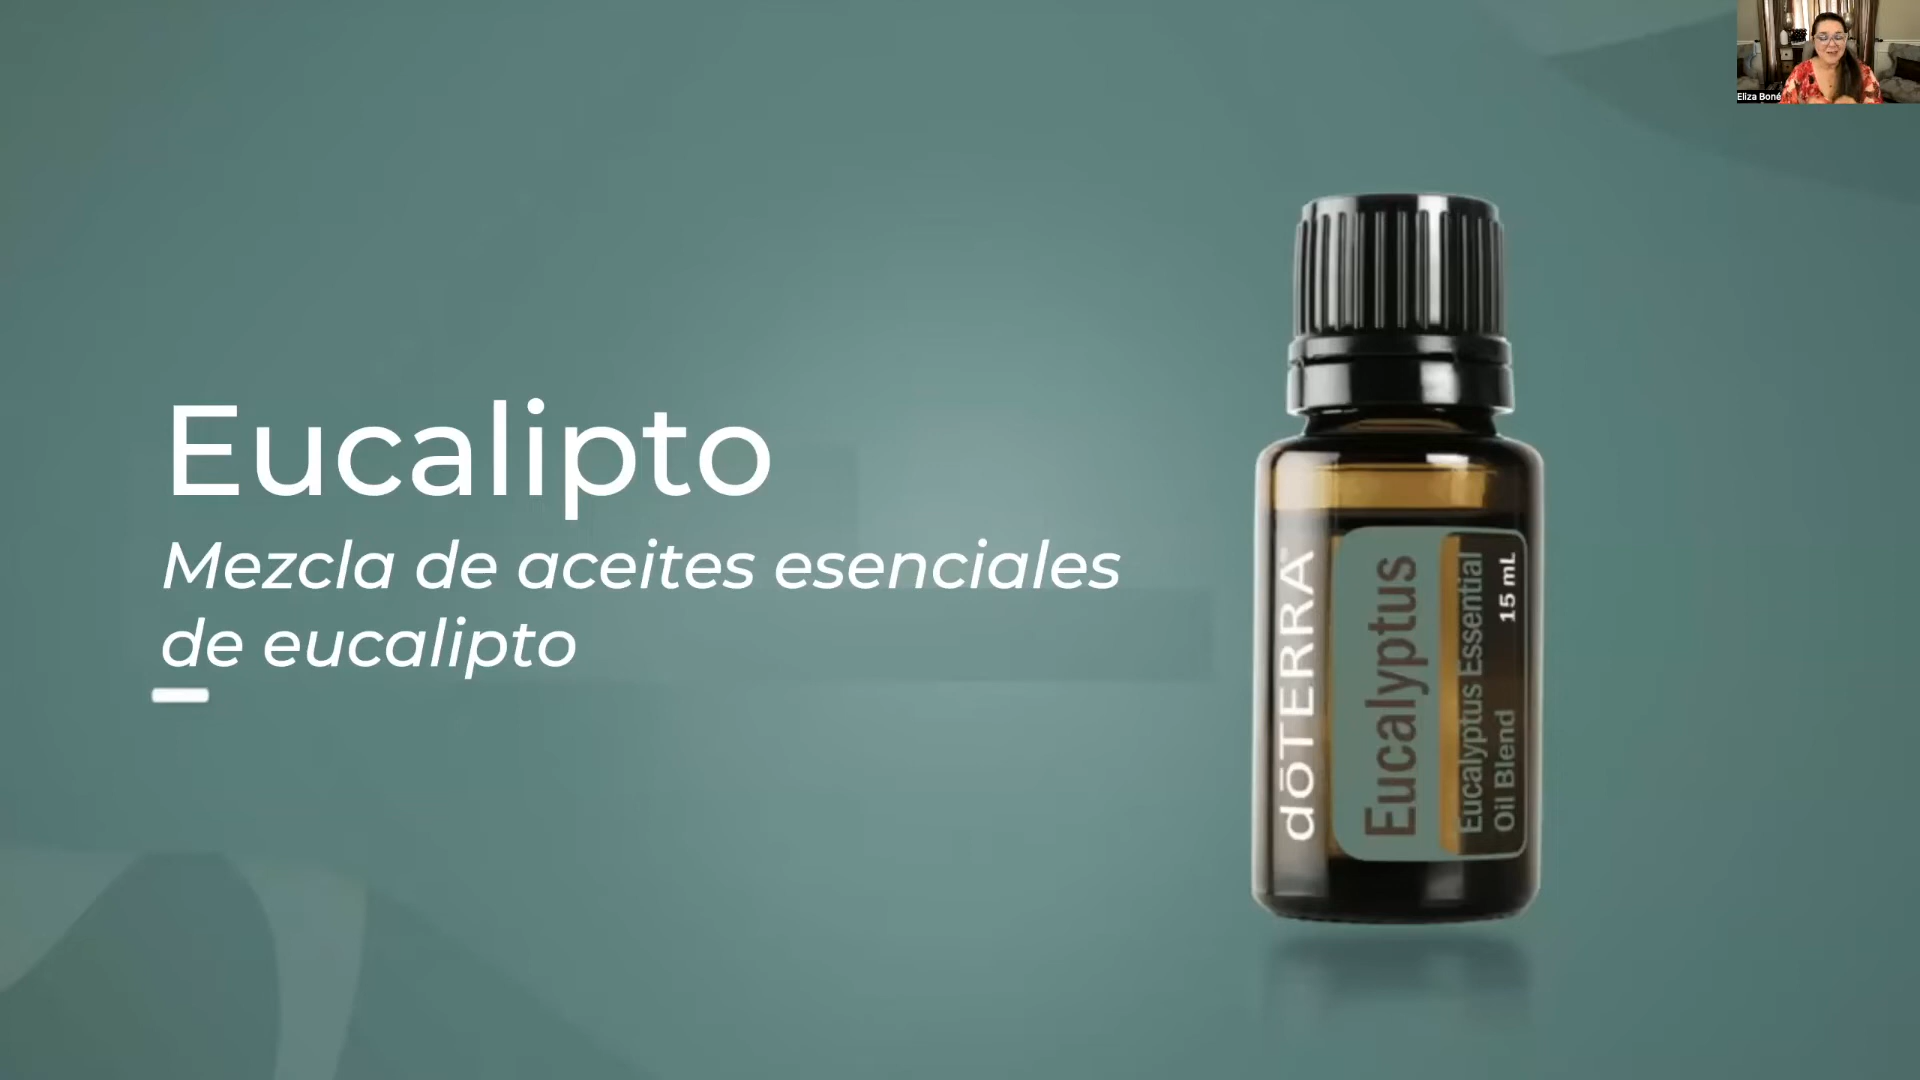 Eliza Boné
Eucalipto
Mezcla de aceites esenciales
de eucalipto
dōTERRA
Eucalyptus
Eucalyptus Essential
Oil Blend 15 mL